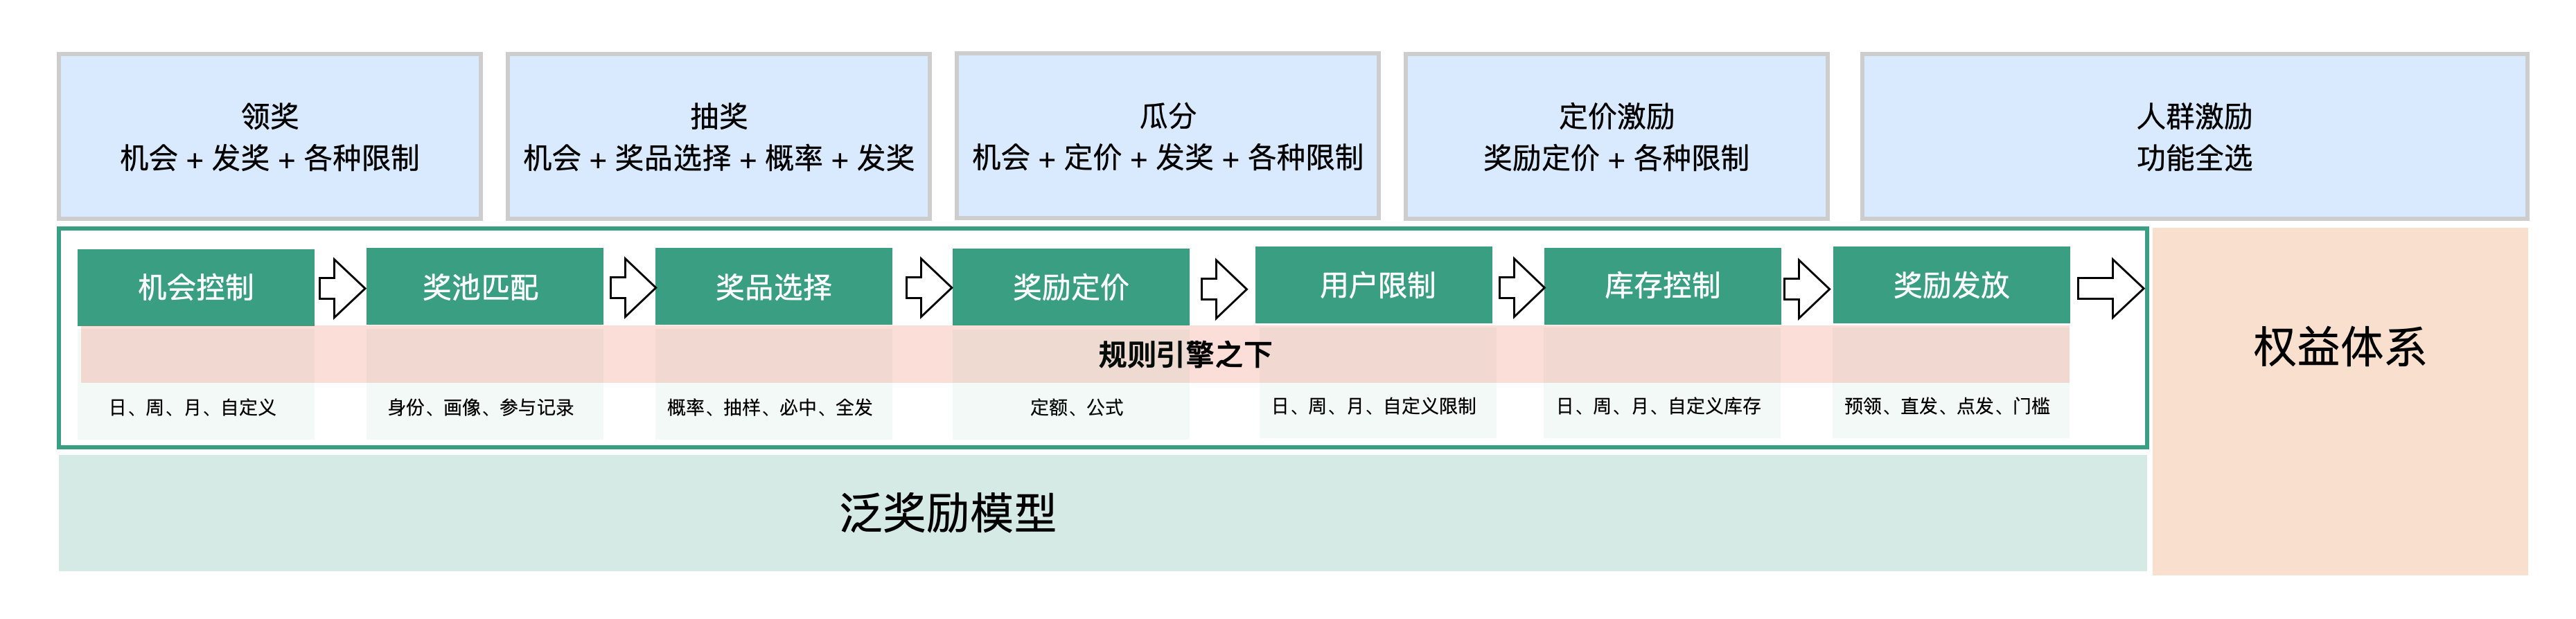 领奖
机会 + 发奖 + 各种限制
抽奖
机会 + 奖品选择 + 概率 + 发奖
瓜分
机会 + 定价 + 发奖 + 各种限制
定价激励
奖励定价 + 各种限制
人群激励
功能全选
机会控制
奖池匹配
奖品选择
奖励定价
用户限制
库存控制
奖励发放
规则引擎之下
日、周、月、自定义
身份、画像、参与记录
概率、抽样、必中、全发
定额、公式
日、周、月、自定义限制
日、周、月、自定义库存
预领、直发、点发、门槛
权益体系
泛奖励模型